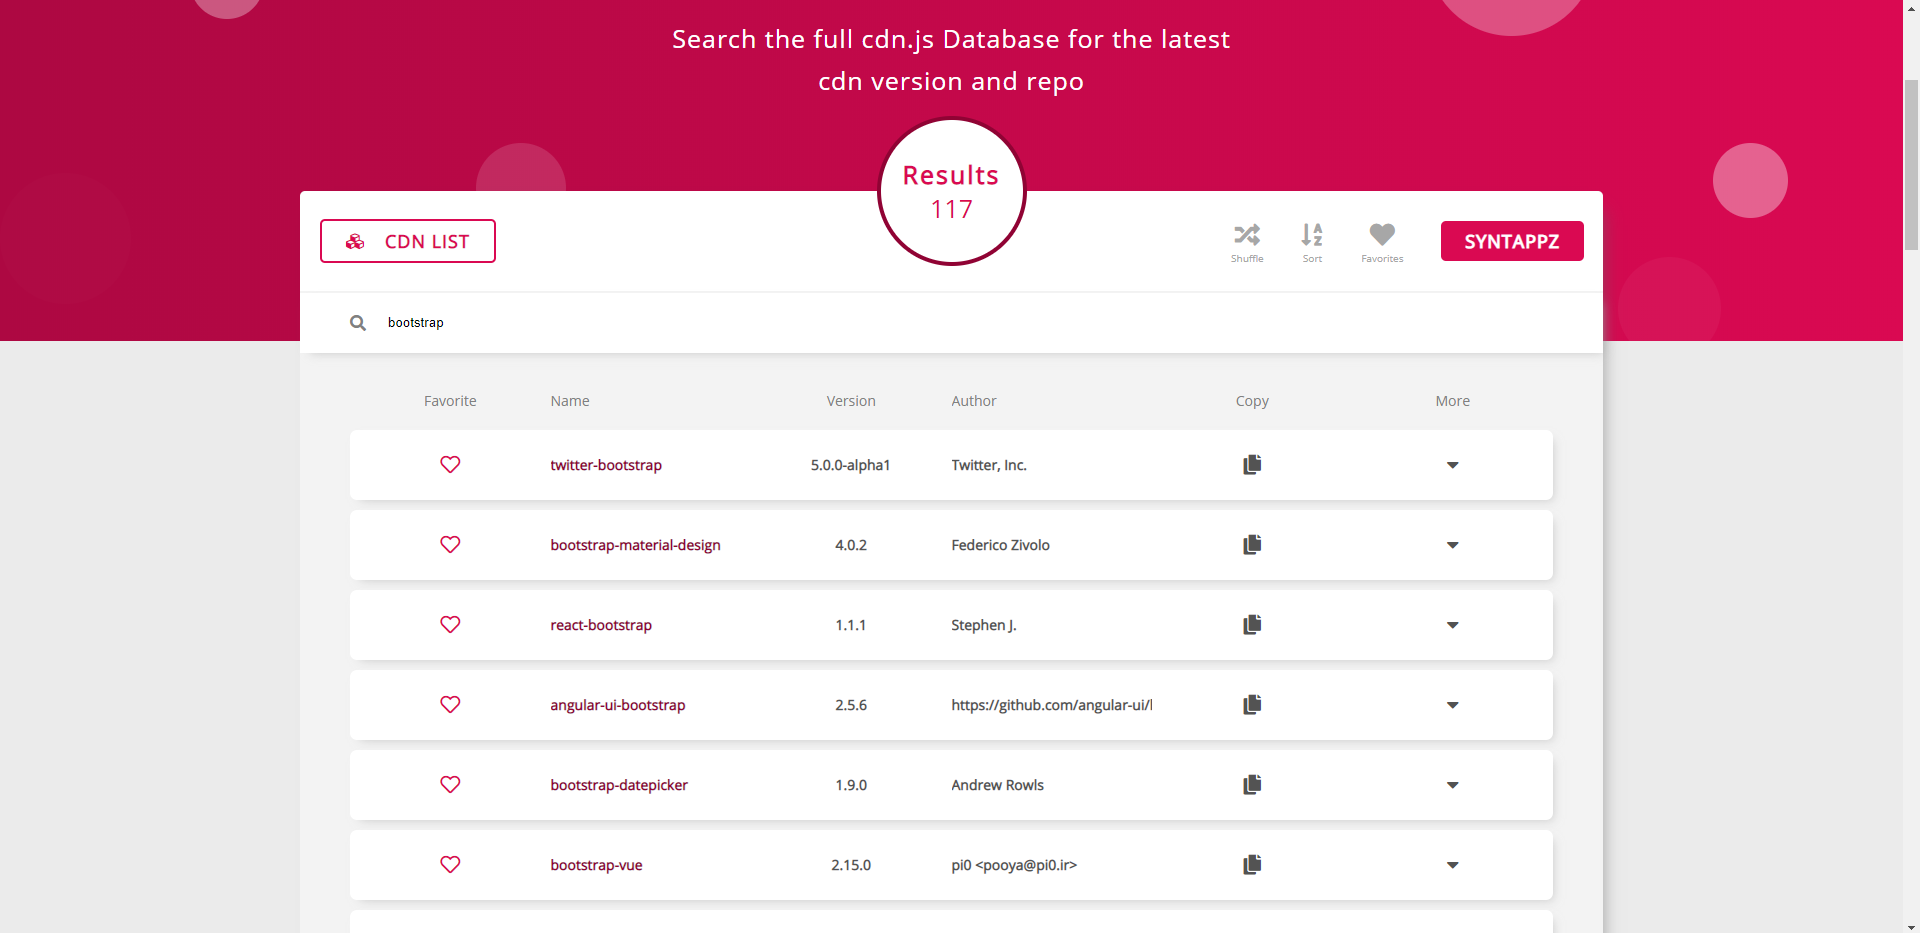 Search the full cdn.js Database for the latest
cdn version and repo
Results
117
CDN LIST
Shuffle
Sort
Favorites
SYNTAPPZ
bootstrap
Favorite Name Version Author Copy More
twitter-bootstrap 5.0.0-alpha1 Twitter, Inc.
bootstrap-material-design 4.0.2 Federico Zivolo
react-bootstrap 1.1.1 Stephen J.
angular-ui-bootstrap 2.5.6 https://github.com/angular-ui/
bootstrap-datepicker 1.9.0 Andrew Rowls
bootstrap-vue 2.15.0 pi0 <pooya@pi0.ir>